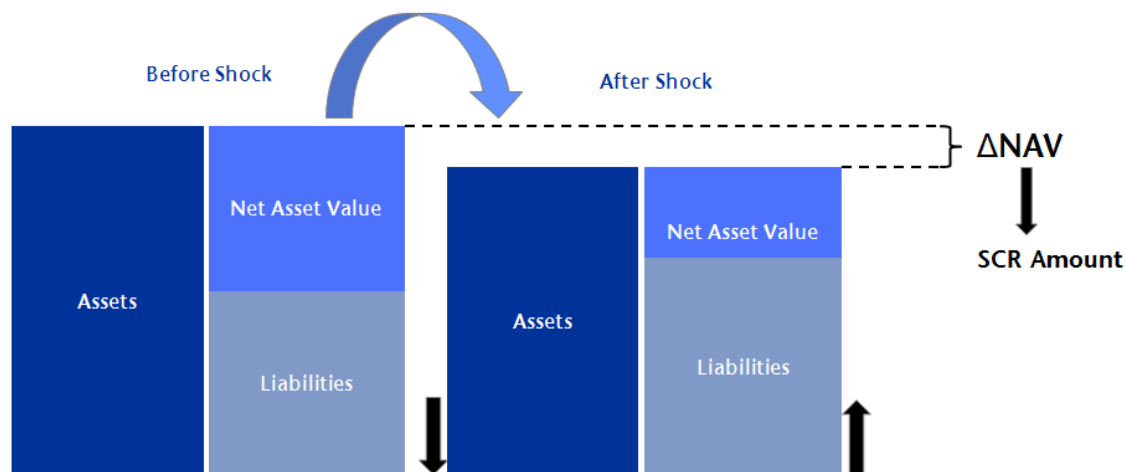 Before Shock
After Shock
ΔNAV
Net Asset Value
Net Asset Value
SCR Amount
Assets
Assets
Liabilities
Liabilities